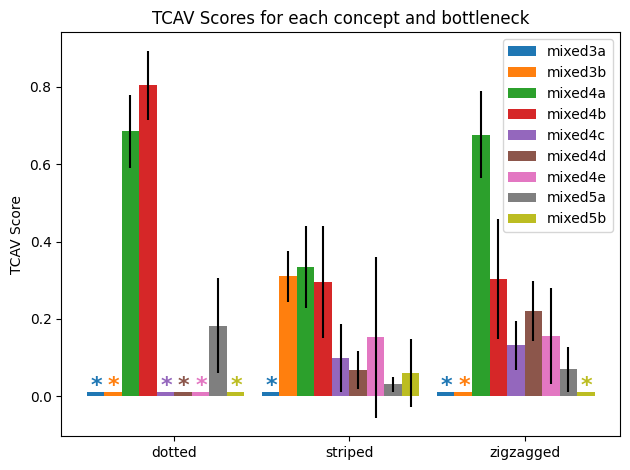 TCAV Scores for each concept and bottleneck
mixed3a
mixed3b
mixed4a
mixed4b
mixed4c
mixed4d
mixed4e
mixed5a
mixed5b
TCAV Score
0.8
0.6
0.4
0.2
0.0
* * * * * * * * * *
dotted striped zigzagged